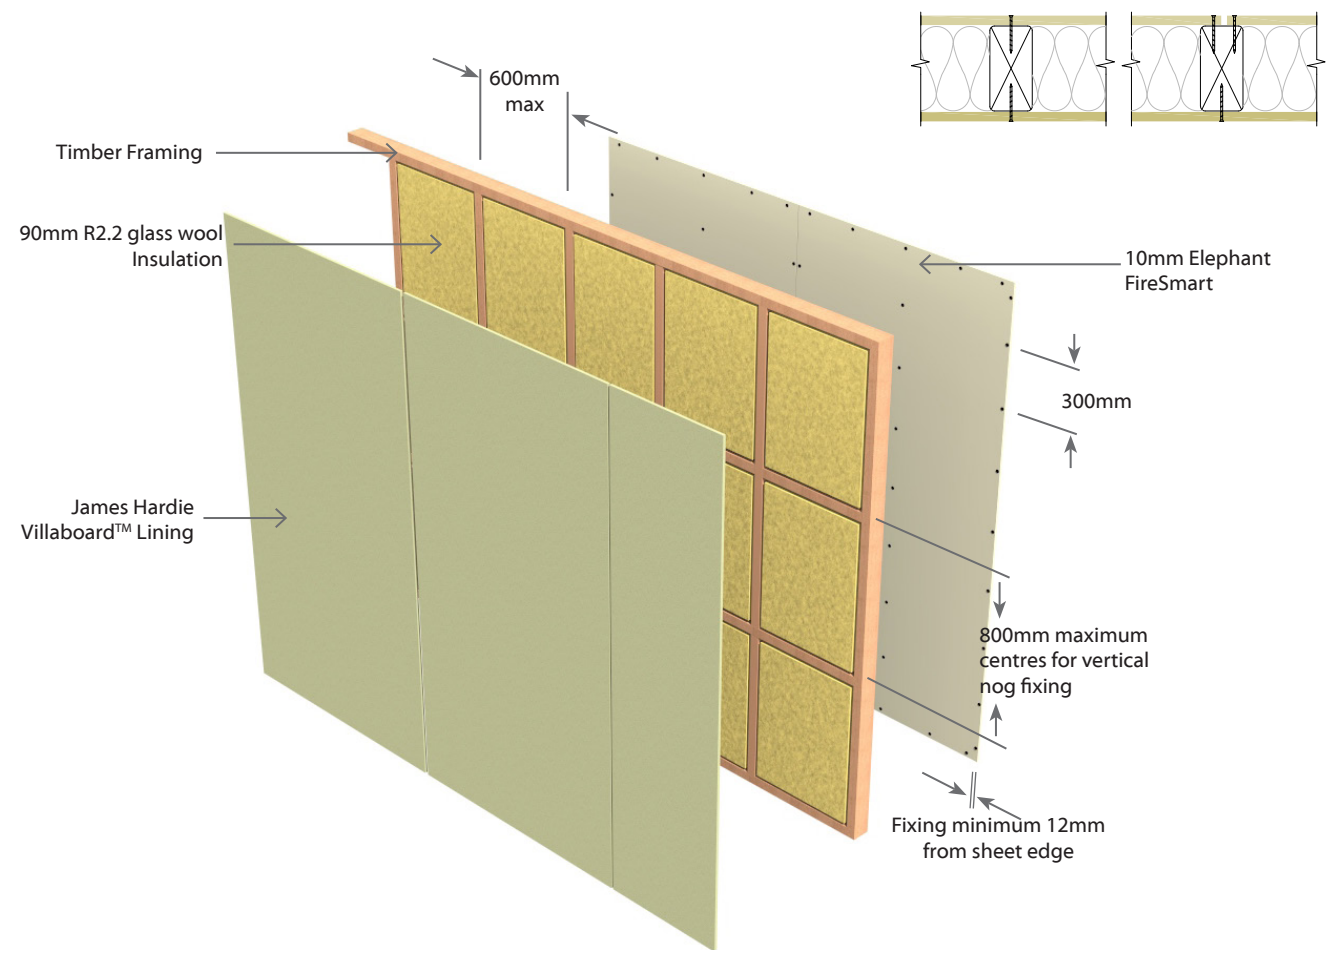 600mm
max
Timber Framing
90mm R2.2 glass wool
Insulation
10mm Elephant
FireSmart
300mm
James Hardie
Villaboard™ Lining
800mm maximum
centres for vertical
nog fixing
Fixing minimum 12mm
from sheet edge